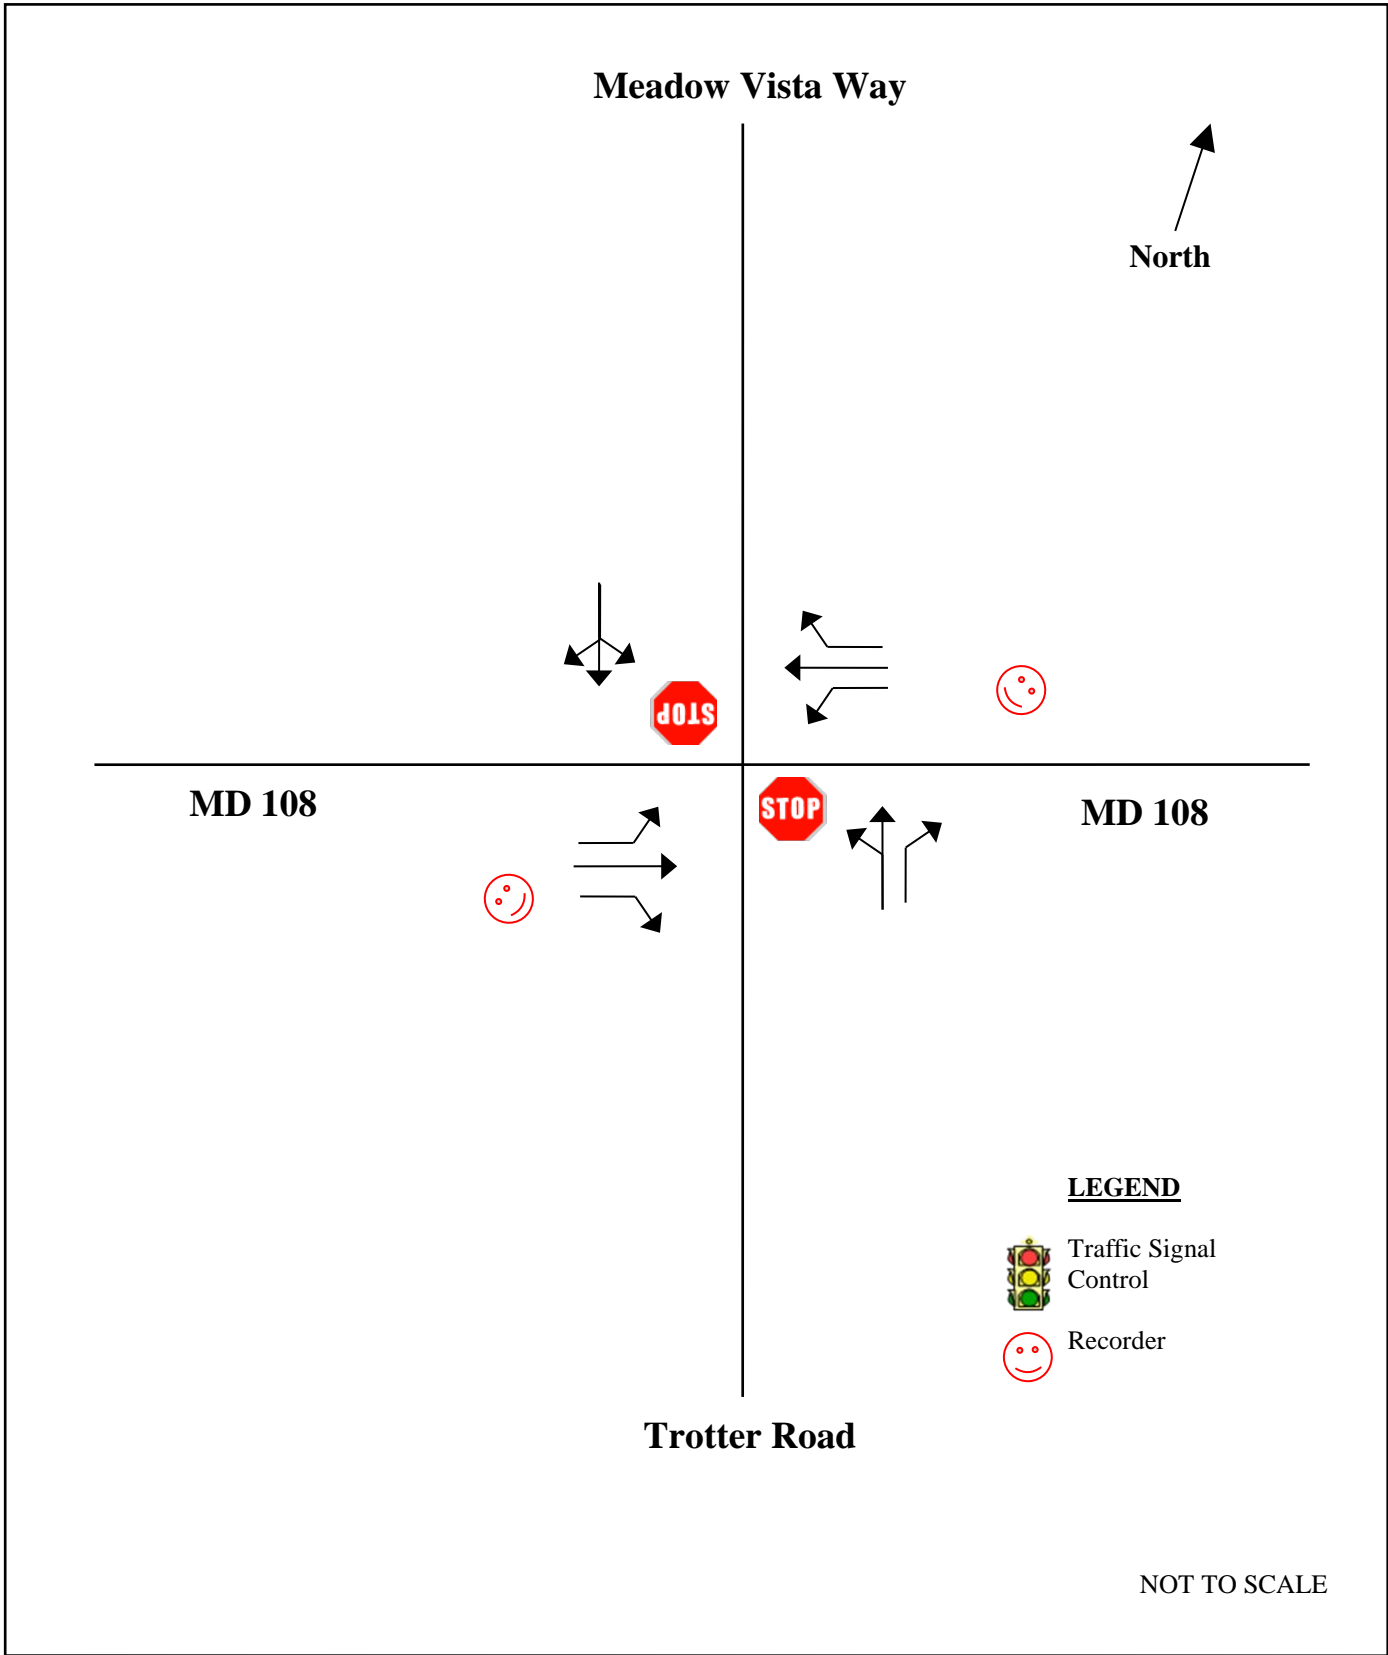 Meadow Vista Way
North
STOP
MD 108
STOP
MD 108
LEGEND
Traffic Signal
Control
Recorder
Trotter Road
NOT TO SCALE